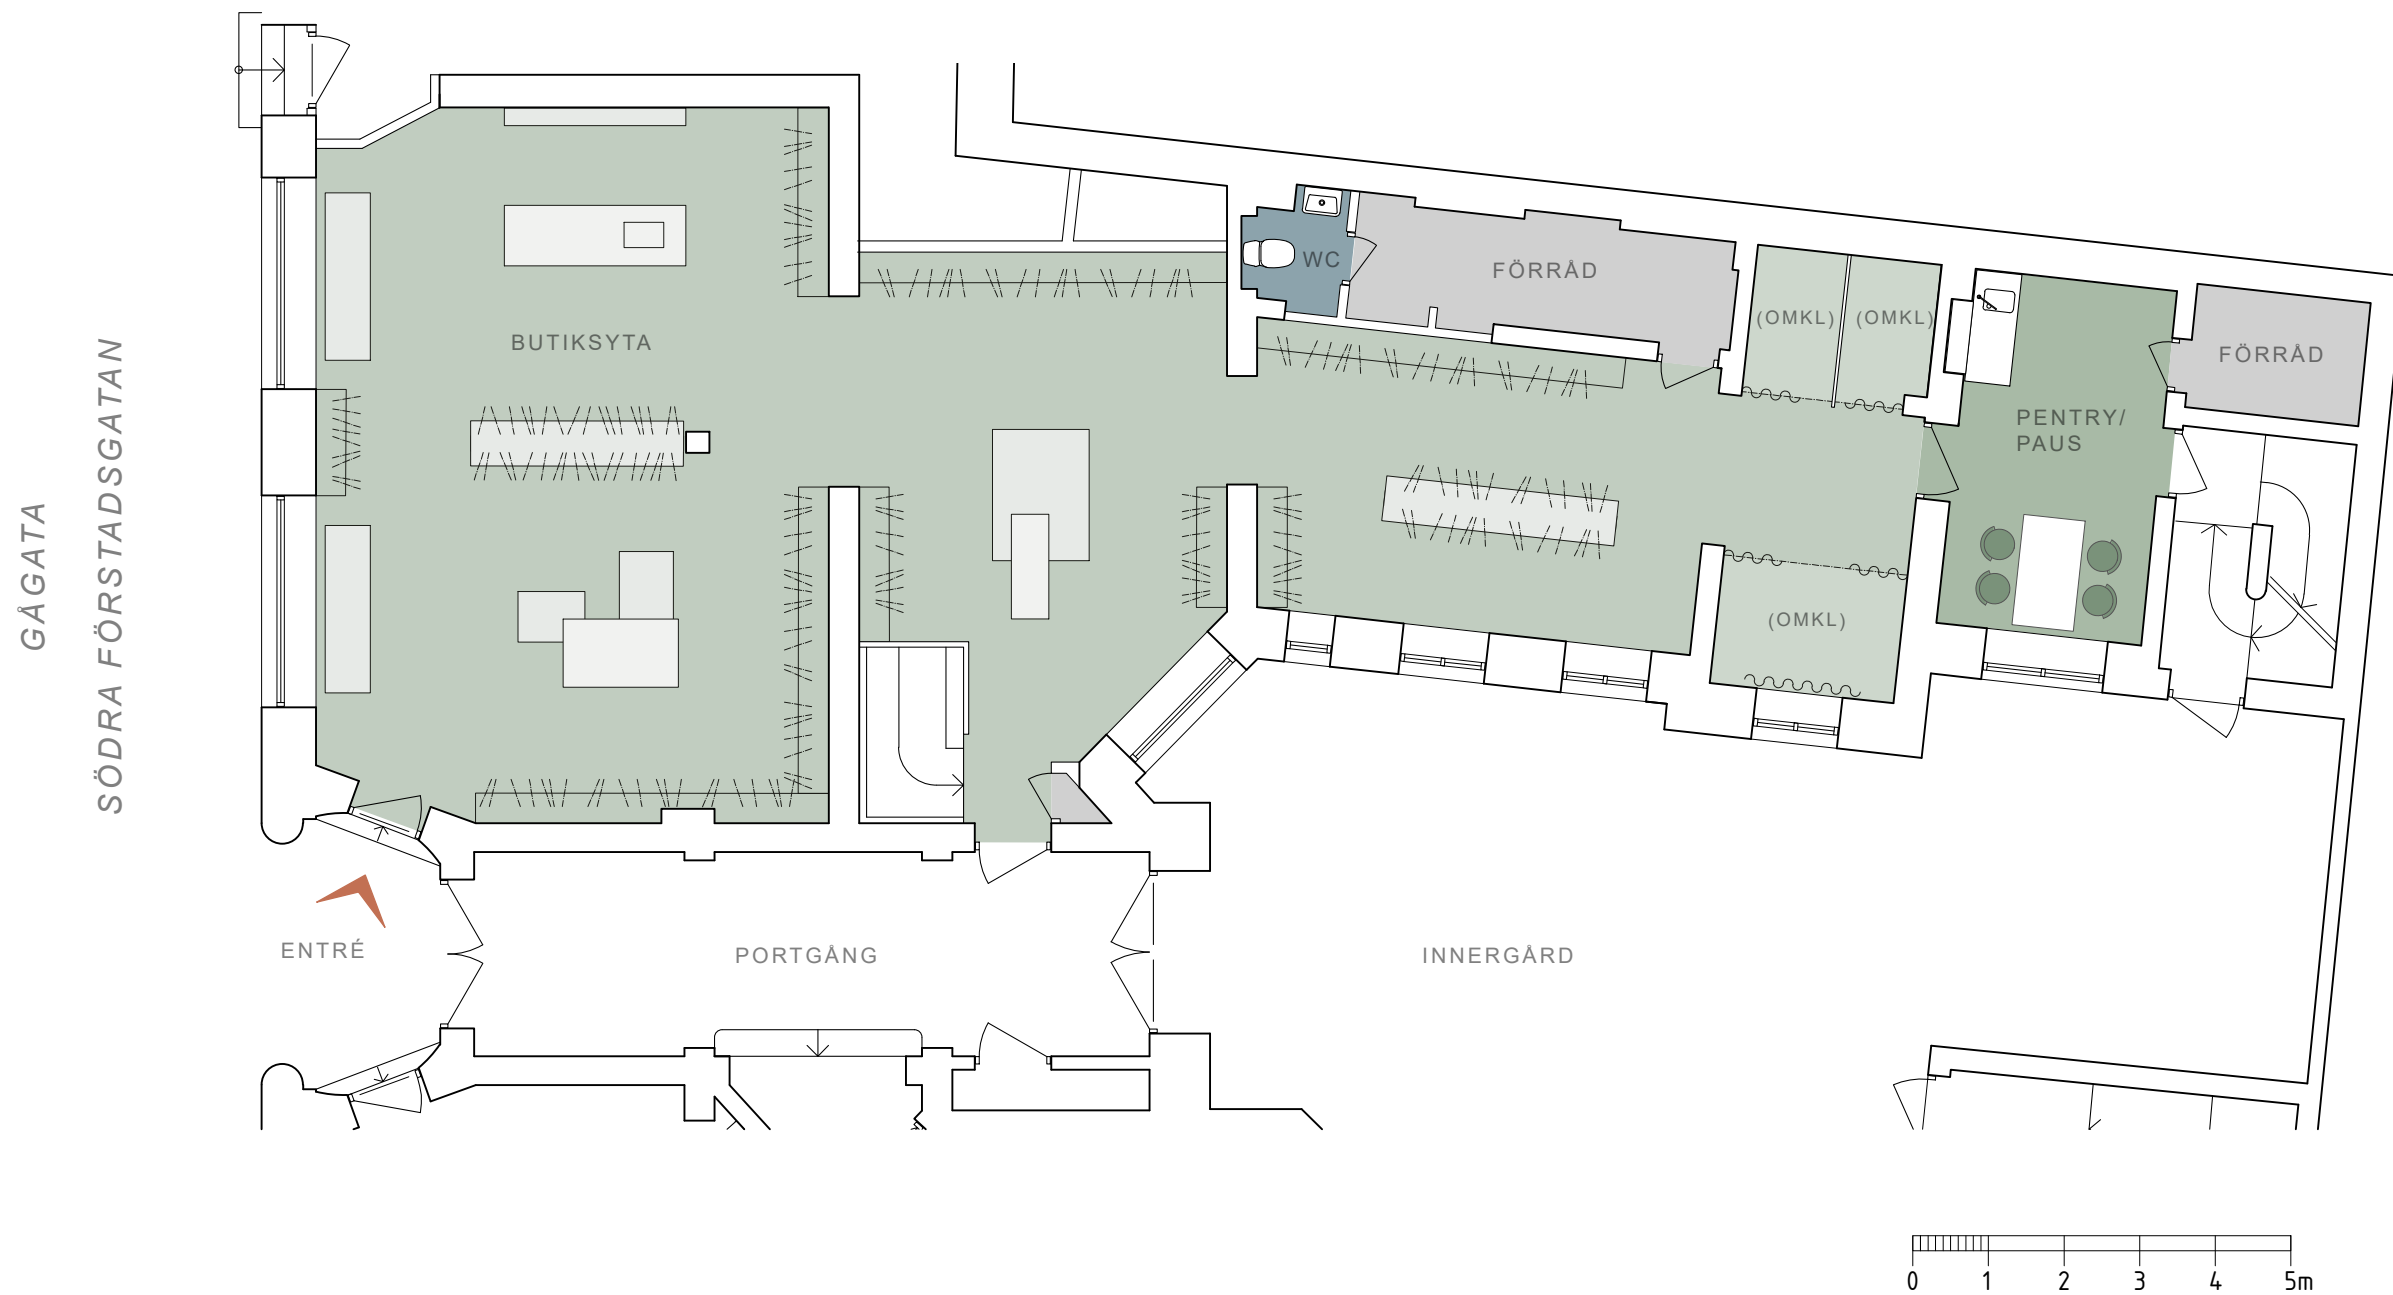 GÅGATA
SÖDRA FÖRSTADSGATAN
BUTIKSYTA
WC
FÖRRÅD
(OMKL)
(OMKL)
PENTRY/
PAUS
FÖRRÅD
(OMKL)
ENTRÉ
PORTGÅNG
INNERGÅRD
0 1 2 3 4 5m